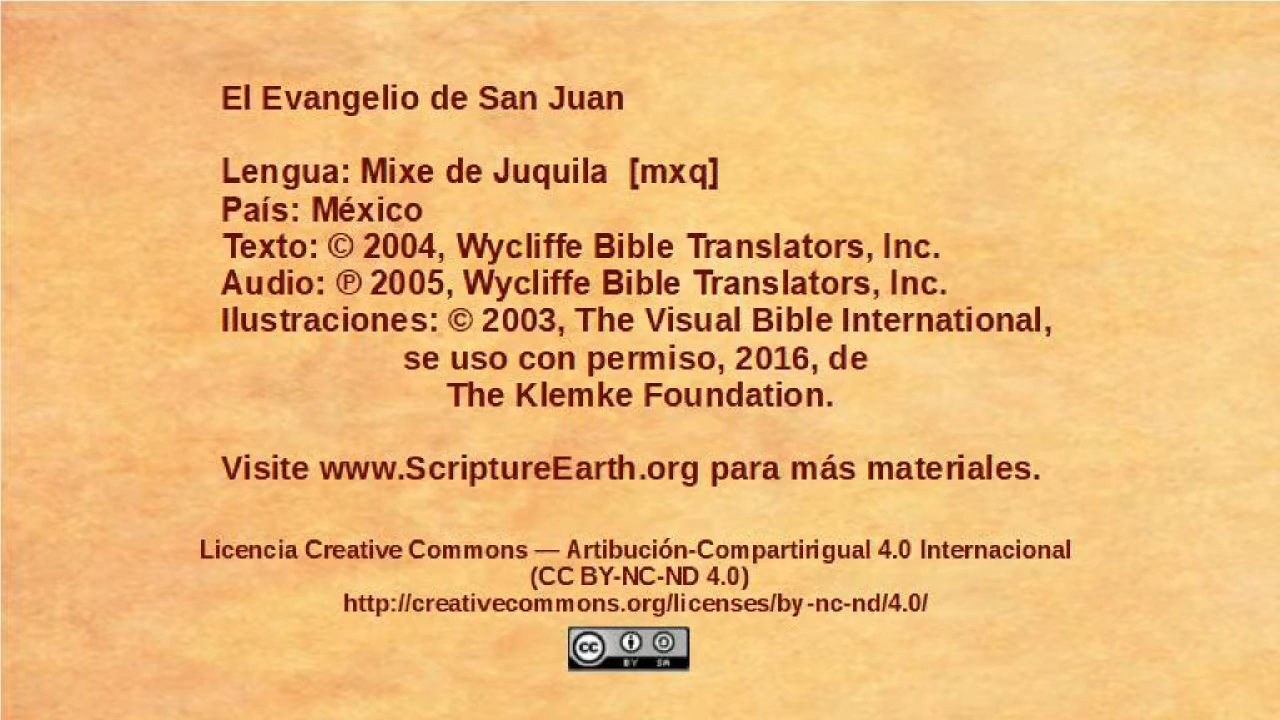 El Evangelio de San Juan
Lengua: Mixe de Juquila [mxq]
País: México
Texto: © 2004, Wycliffe Bible Translators, Inc.
Audio: ℗ 2005, Wycliffe Bible Translators, Inc.
Ilustraciones: © 2003, The Visual Bible International,
se uso con permiso, 2016, de
The Klemke Foundation.
Visite www.ScriptureEarth.org para más materiales.
Licencia Creative Commons — Artibución-Compartirigual 4.0 Internacional
(CC BY-NC-ND 4.0)
http://creativecommons.org/licenses/by-nc-nd/4.0/
cc BY SA